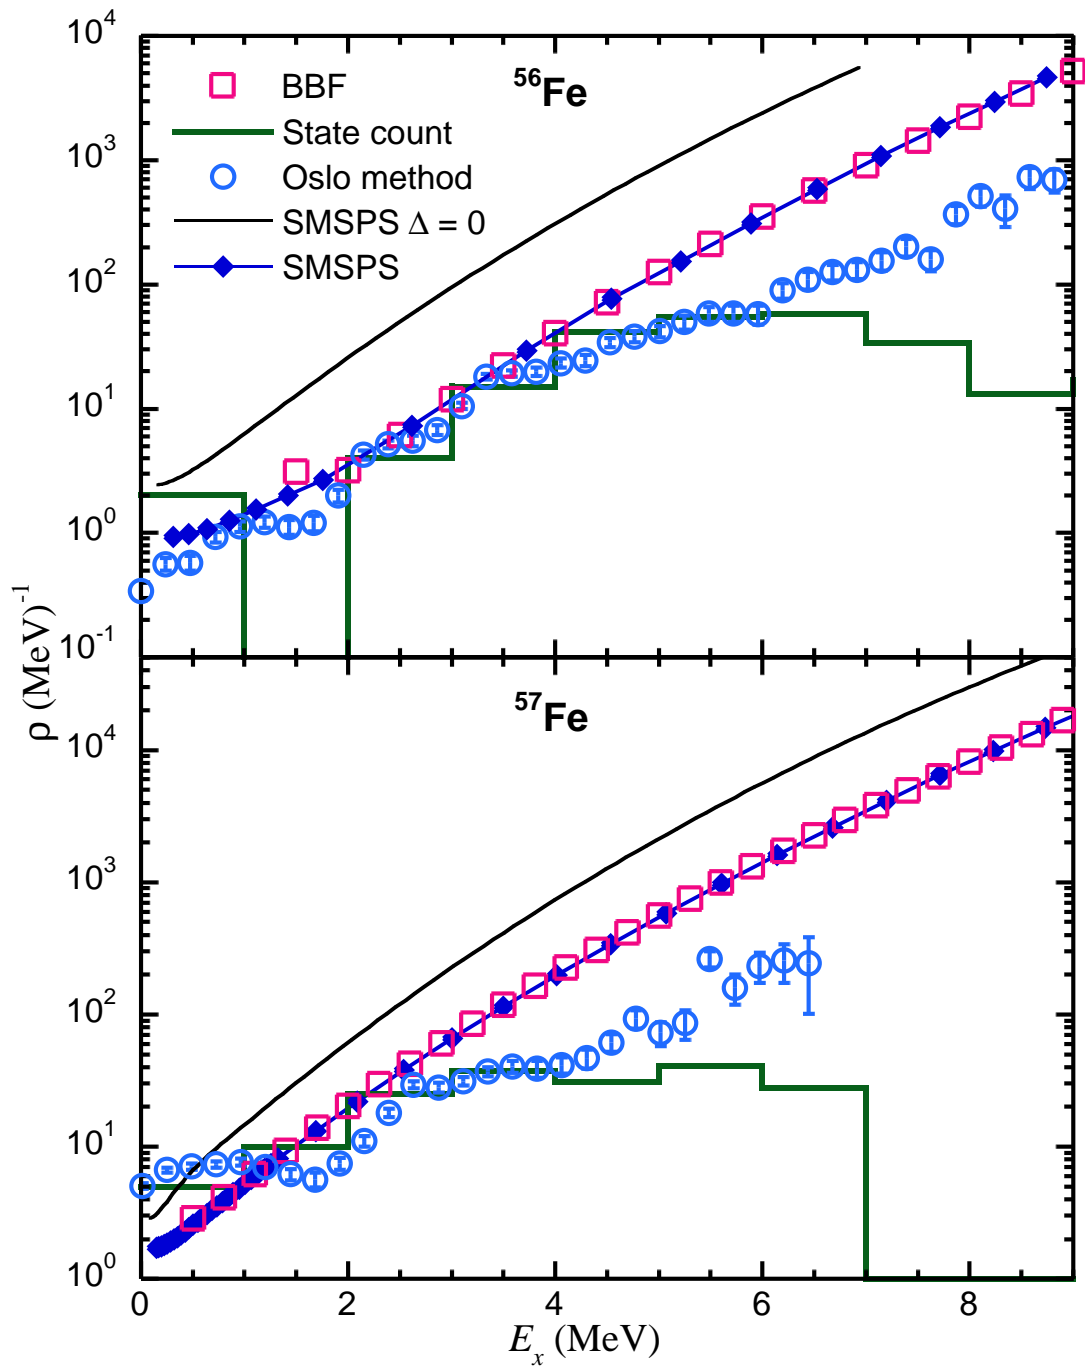 10^4
^56Fe
BBF
State count
10^3
Oslo method
SMSPS Δ = 0
10^2
SMSPS
10^1
10^0
10^-1
ρ (MeV)^-1
^57Fe
10^4
10^3
10^2
10^1
10^0
0 2 4 6 8
E_x (MeV)